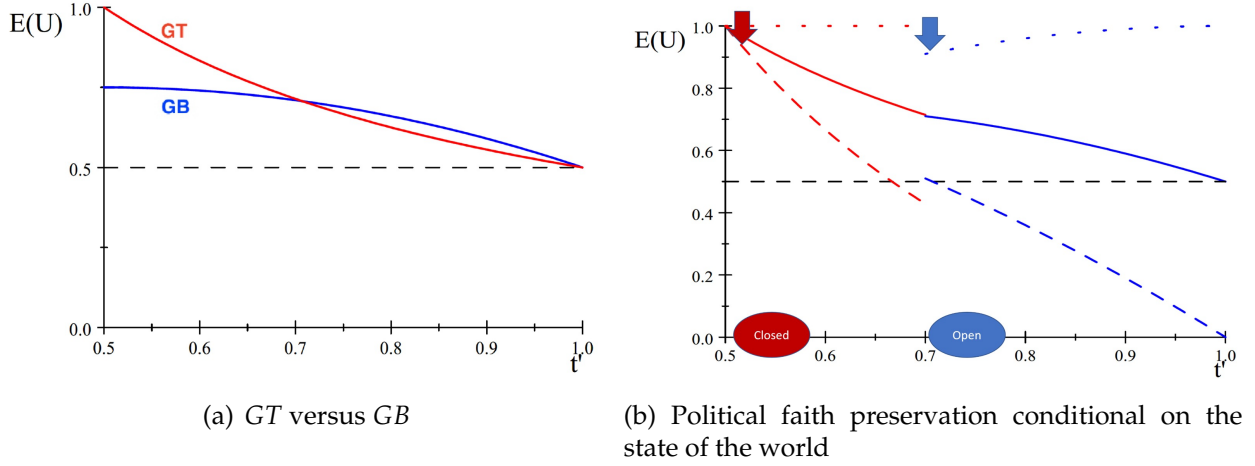 E(U)
1.0
0.5
0.0
GT
GB
0.5 0.6 0.7 0.8 0.9 1.0
t'
(a) GT versus GB
E(U)
1.0
0.8
0.6
0.4
0.2
0.0
Closed
Open
0.5 0.6 0.7 0.8 0.9 1.0
t'
(b) Political faith preservation conditional on the
state of the world